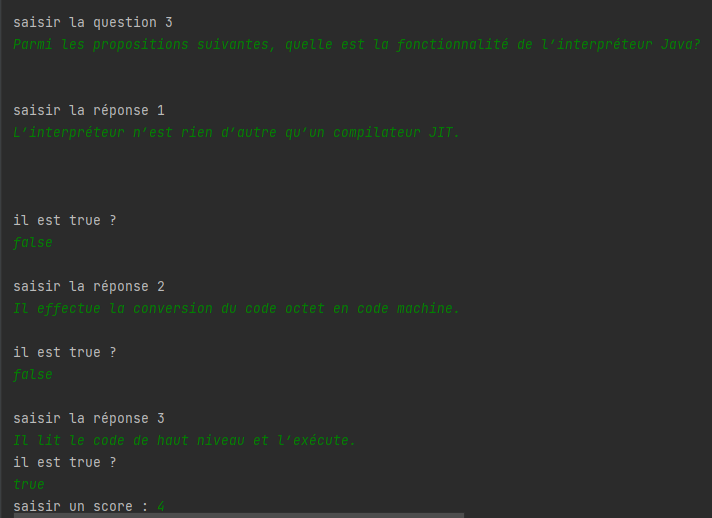 saisir la question 3
Parmi les propositions suivantes, quelle est la fonctionnalité de l'interpréteur Java?
saisir la réponse 1
L'interpréteur n'est rien d'autre qu'un compilateur JIT.
il est true ?
false
saisir la réponse 2
Il effectue la conversion du code octet en code machine.
il est true ?
false
saisir la réponse 3
Il lit le code de haut niveau et l'exécute.
il est true ?
true
saisir un score : 4